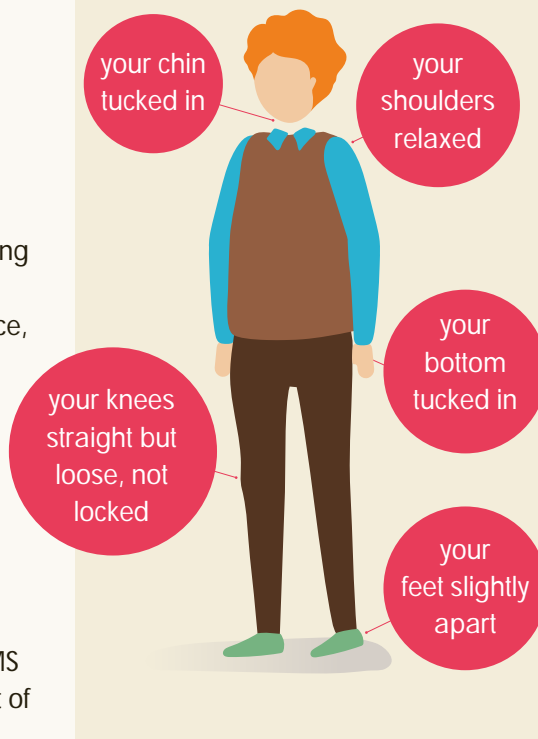 your chin
tucked in
your
shoulders
relaxed
your
bottom
tucked in
your knees
straight but
loose, not
locked
your
feet slightly
apart